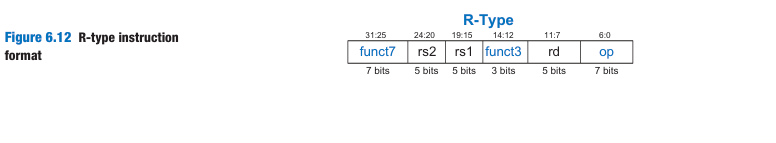 R-Type
Figure 6.12 R-type instruction format
31:25 24:20 19:15 14:12 11:7 6:0
funct7 rs2 rs1 funct3 rd op
7 bits 5 bits 5 bits 3 bits 5 bits 7 bits